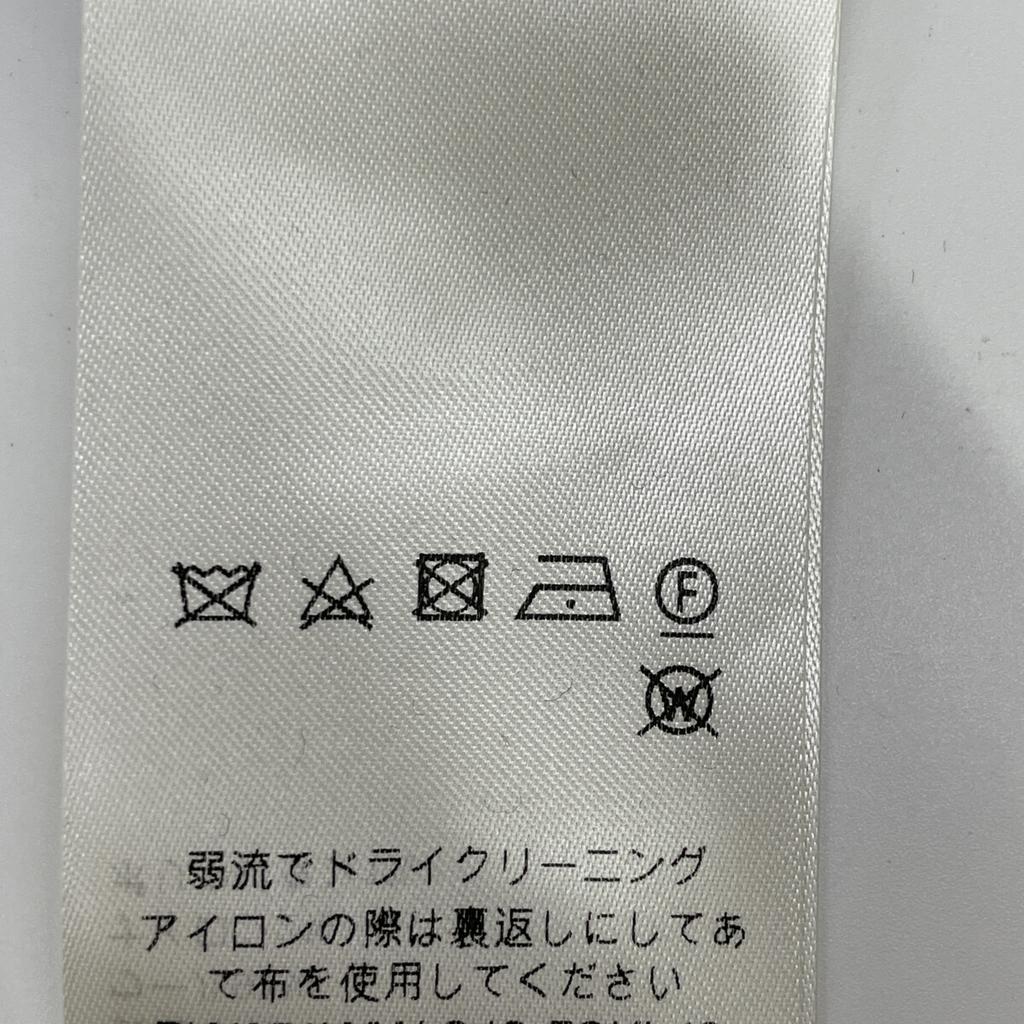 F
W
弱流でドライクリーニング
アイロンの際は裏返しにしてあ
て布を使用してください